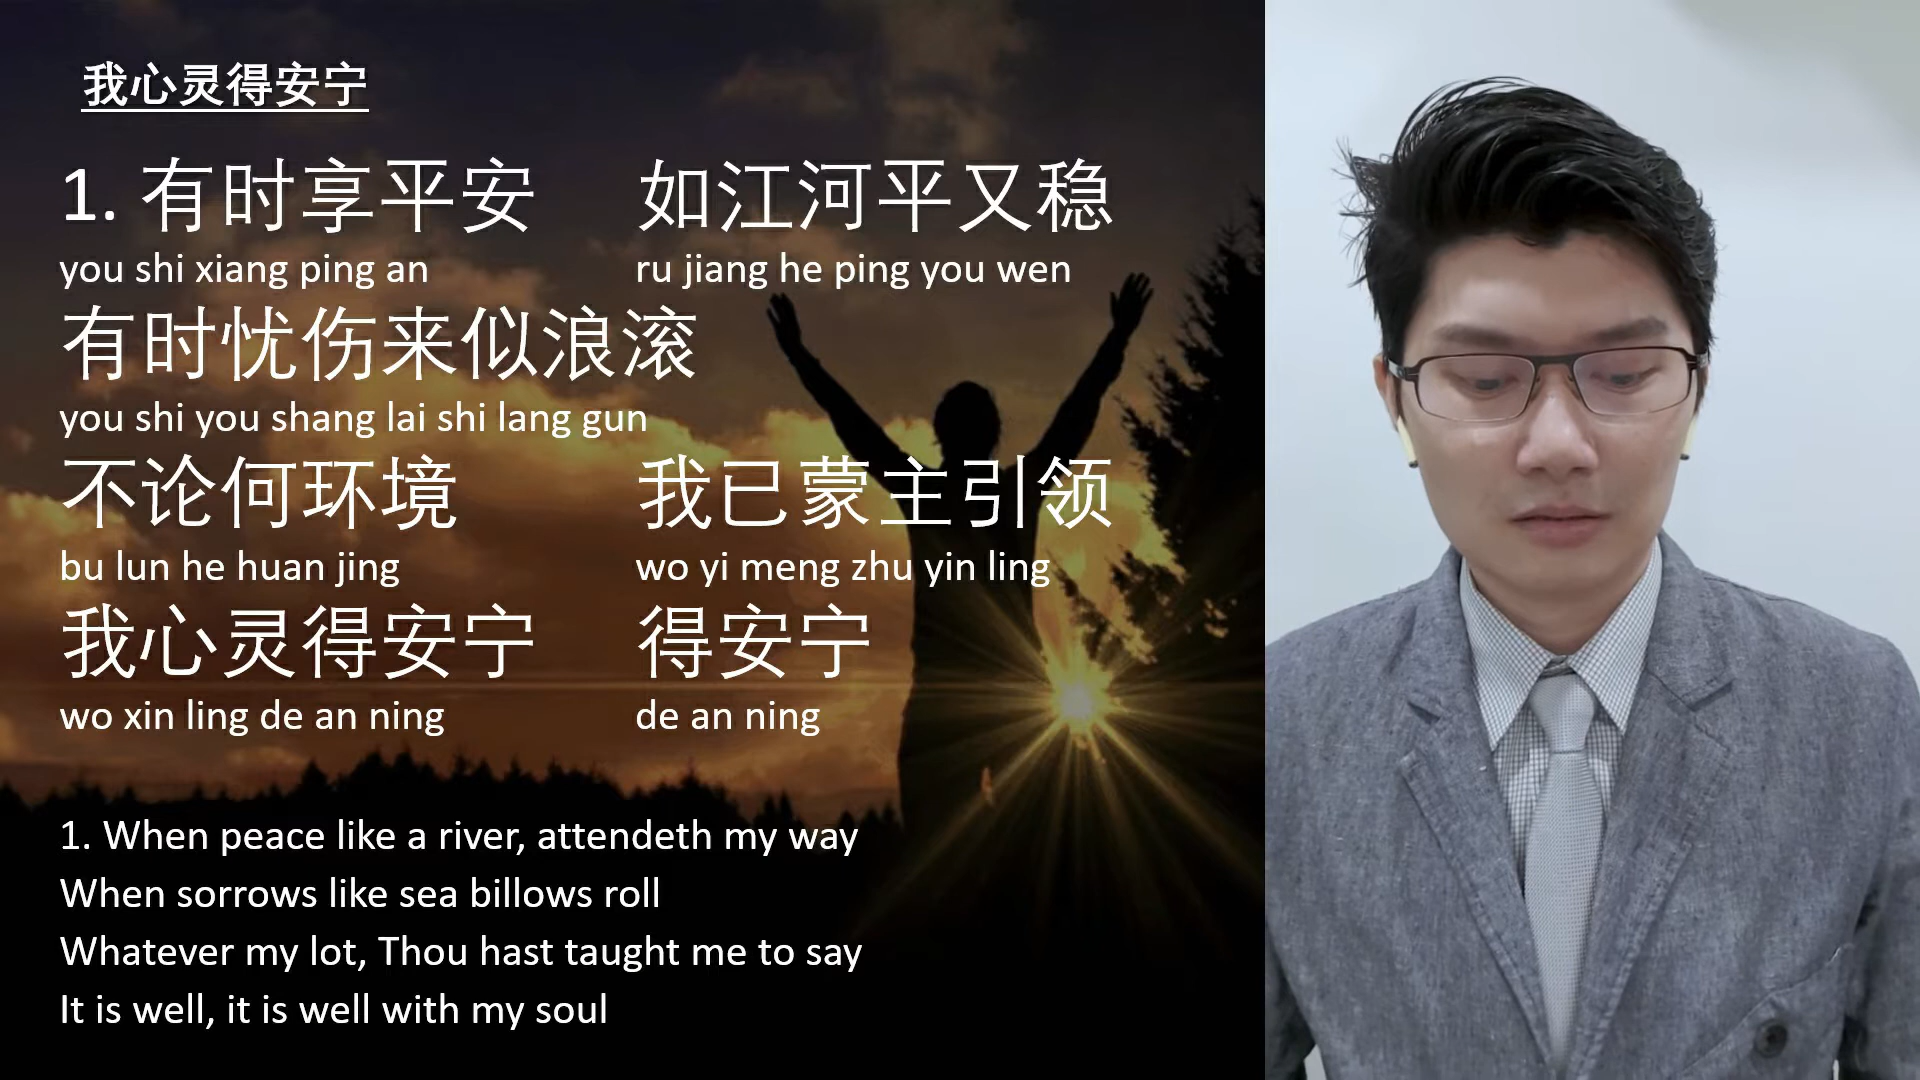 我心灵得安宁
1. 有时享平安 如江河平又稳
you shi xiang ping an ru jiang he ping you wen
有时忧伤来似浪滚
you shi you shang lai shi lang gun
不论何环境 我已蒙主引领
bu lun he huan jing wo yi meng zhu yin ling
我心灵得安宁 得安宁
wo xin ling de an ning de an ning
1. When peace like a river, attendeth my way
When sorrows like sea billows roll
Whatever my lot, Thou hast taught me to say
It is well, it is well with my soul